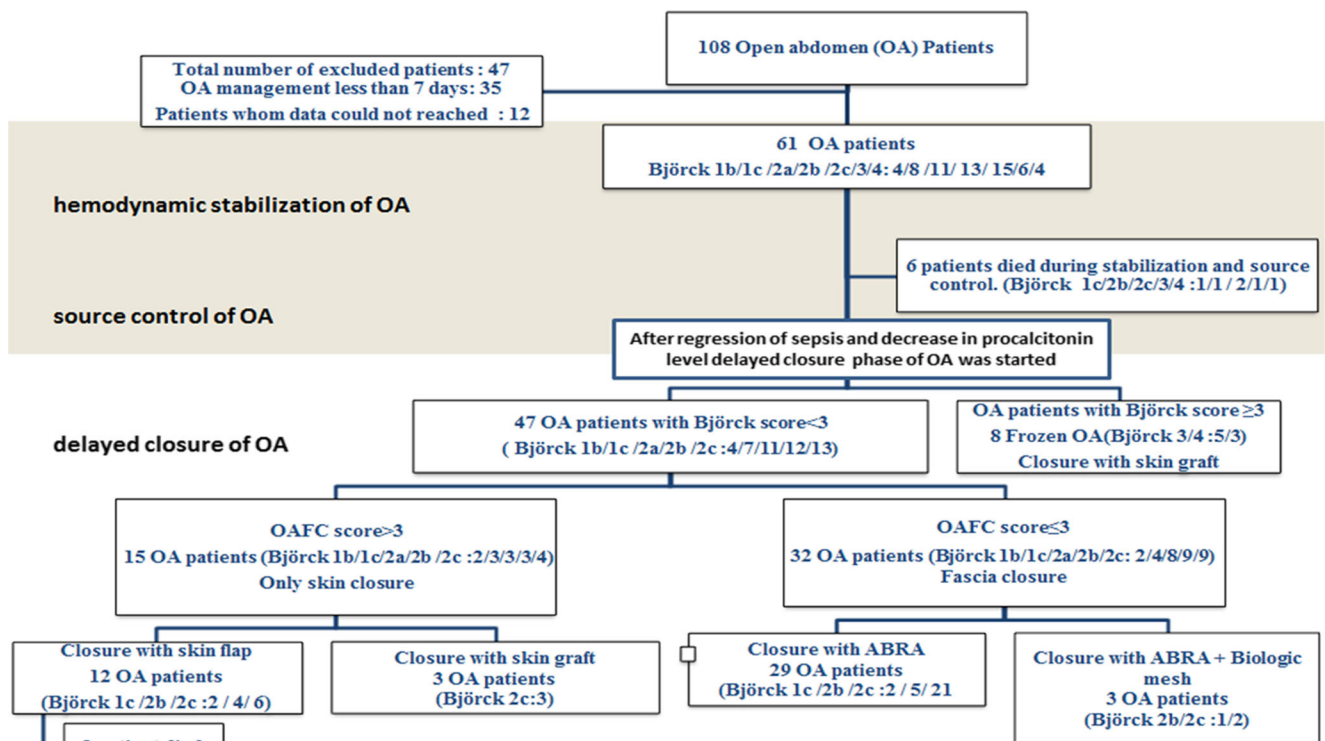 108 Open abdomen (OA) Patients
Total number of excluded patients : 47
OA management less than 7 days: 35
Patients whom data could not reached : 12
61 OA patients
Björck 1b/1c /2a/2b /2c/3/4: 4/8 /11/ 13/ 15/6/4
hemodynamic stabilization of OA
6 patients died during stabilization and source
control. (Björck 1c/2b/2c/3/4 :1/1 / 2/1/1)
source control of OA
After regression of sepsis and decrease in procalcitonin
level delayed closure phase of OA was started
47 OA patients with Björck score<3
( Björck 1b/1c /2a/2b /2c :4/7/11/12/13)
OA patients with Björck score≥3
8 Frozen OA(Björck 3/4 :5/3)
Closure with skin graft
delayed closure of OA
OAFC score>3
15 OA patients (Björck 1b/1c/2a/2b /2c :2/3/3/3/4)
Only skin closure
OAFC score≤3
32 OA patients (Björck 1b/1c/2a/2b/2c: 2/4/8/9/9)
Fascia closure
Closure with skin flap
12 OA patients
(Björck 1c /2b /2c :2 / 4/ 6)
Closure with skin graft
3 OA patients
(Björck 2c:3)
Closure with ABRA
29 OA patients
(Björck 1c /2b /2c :2 / 5/ 21
Closure with ABRA + Biologic
mesh
3 OA patients
(Björck 2b/2c :1/2)